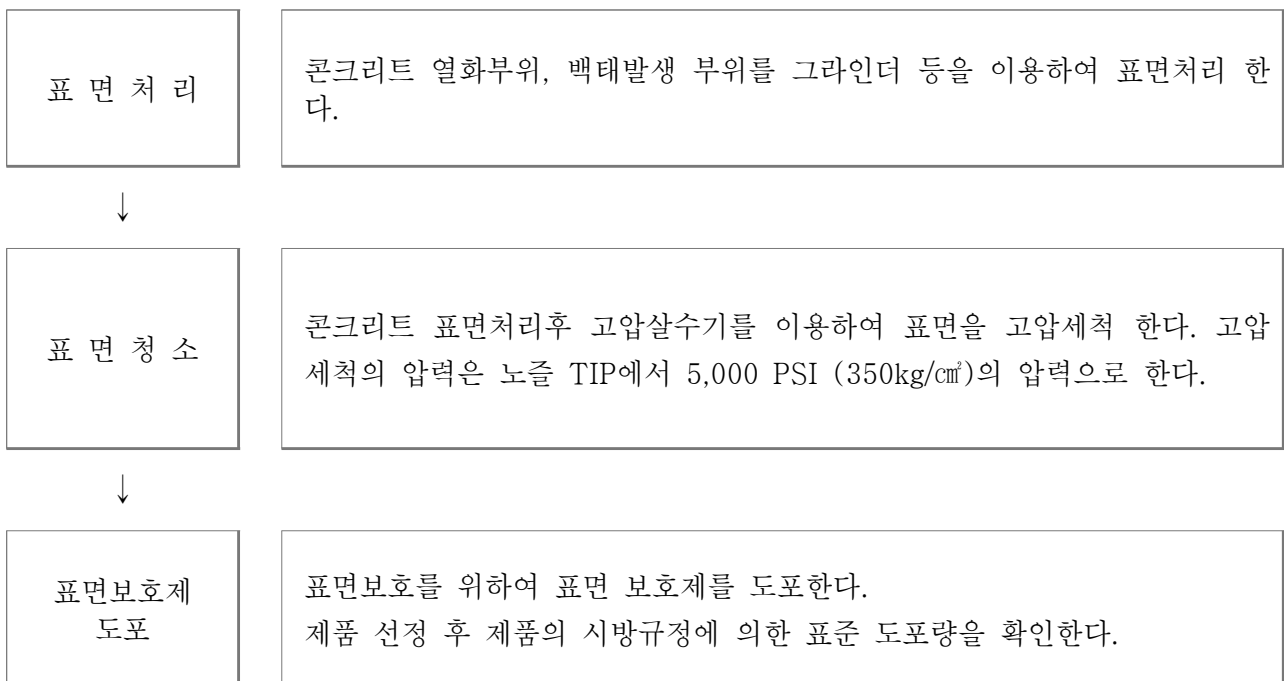 표 면 처 리
콘크리트 열화부위, 백태발생 부위를 그라인더 등을 이용하여 표면처리 한
다.
↓
표 면 청 소
콘크리트 표면처리후 고압살수기를 이용하여 표면을 고압세척 한다. 고압
세척의 압력은 노즐 TIP에서 5,000 PSI (350kg/㎠)의 압력으로 한다.
↓
표면보호제
도포
표면보호를 위하여 표면 보호제를 도포한다.
제품 선정 후 제품의 시방규정에 의한 표준 도포량을 확인한다.